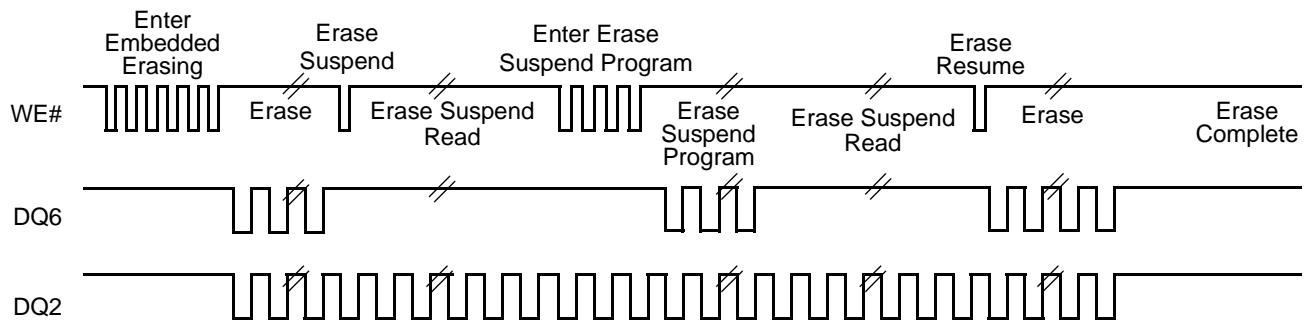 Enter
Embedded
Erasing
Erase
Suspend
Enter Erase
Suspend Program
Erase
Resume
WE#
Erase
Erase Suspend
Read
Erase
Suspend
Program
Erase Suspend
Read
Erase
Erase
Complete
DQ6
DQ2